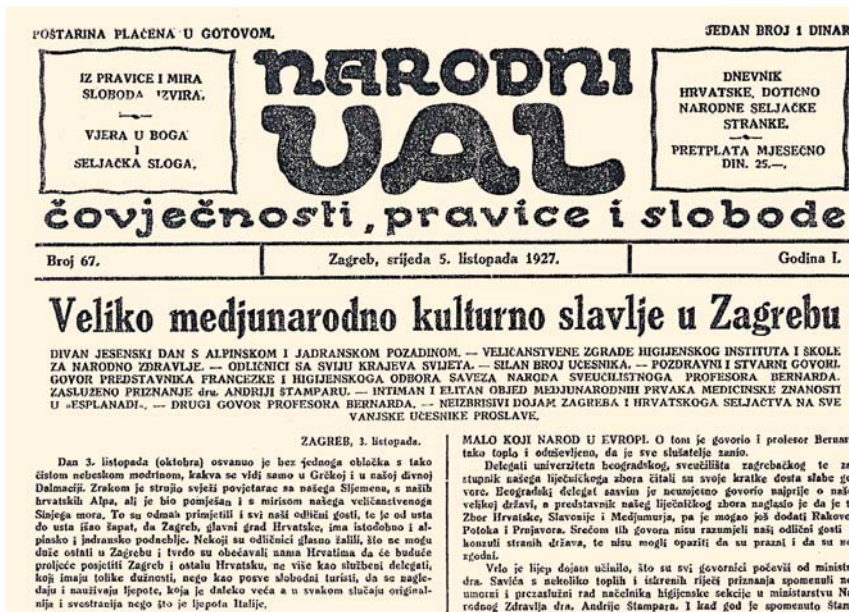 POŠTARINA PLAĆENA U GOTOVOM.
JEDAN BROJ 1 DINAR
IZ PRAVICE I MIRA
SLOBODA IZVIRA.
VJERA U BOGA
I
SELJAČKA SLOGA.
NARODNI
VAL
DNEVNIK
HRVATSKE, DOTIČNO
NARODNE SELJAČKE
STRANKE.
PRETPLATA MJESEČNO
DIN. 25.—.
čovječnosti, pravice i slobode
Broj 67.
Zagreb, srijeda 5. listopada 1927.
Godina I.
Veliko medjunarodno kulturno slavlje u Zagrebu
DIVAN JESENSKI DAN S ALPINSKOM I JADRANSKOM POZADINOM. — VELIČANSTVENE ZGRADE HIGIJENSKOG INSTITUTA I ŠKOLE
ZA NARODNO ZDRAVLJE. — ODLIČNICI SA SVIJU KRAJEVA SVIJETA. — SILAN BROJ UČESNIKA. — POZDRAVNI I STVARNI GOVORI.
GOVOR PREDSTAVNIKA FRANCEZKE I HIGIJENSKOGA ODBORA SAVEZA NARODA SVEUČILIŠTNOGA PROFESORA BERNARDA.
ZASLUŽENO PRIZNANJE dru. ANDRIJI ŠTAMPARU. — INTIMAN I ELITAN OBJED MEDJUNARODNIH PRVAKA MEDICINSKE ZNANOSTI
U »ESPLANADI«. — DRUGI GOVOR PROFESORA BERNARDA. — NEIZBRISIVI DOJAM ZAGREBA I HRVATSKOGA SELJAČTVA NA SVE
VANJSKE UČESNIKE PROSLAVE.
ZAGREB, 3. listopada.
Dan 3. listopada (oktobra) osvanuo je bez jednoga oblačka s tako
čistom nebeskom modrinom, kakva se vidi samo u Grčkoj i u našoj divnoj
Dalmaciji. Zrakom je strujio svježi povjetarac sa našega Sljemena, s naših
hrvatskih Alpa, ali je bio pomješan i s mirisom našega veličanstvenoga
Sinjega mora. To su odmah primjetili i svi naši odlični gosti, te je od usta
do usta išao šapat, da Zagreb, glavni grad Hrvatske, ima istodobno i al-
pinsko i jadransko podneblje. Nekoji su odličnici glasno žalili, što ne mogu
duže ostati u Zagrebu i tvrdo su obećavali nama Hrvatima da će buduće
proljeće posjetiti Zagreb i ostalu Hrvatsku, ne više kao službeni delegati,
koji imaju tolike dužnosti, nego kao posve slobodni turisti, da se nagle-
daju i nauživaju ljepote, koja je daleko veća a u svakom slučaju original-
nija i svestranija nego što je ljepota Italije.
MALO KOJI NAROD U EVROPI. O tom je govorio i profesor Bernar
tako toplo i oduševljeno, da je sve slušatelje zanio.
Delegati univerziteta beogradskog, sveučilišta zagrebačkog te za
stupnik našega liječničkoga zbora čitali su svoje kratke dosta slabe go
vore. Beogradski delegat sasvim je neumjesno govorio najprije o naš
velikoj državi, a predstavnik našeg liječničkog zbora naglasio je da je t
Zbor Hrvatske, Slavonije i Medjumurja, pa je mogao još dodati Rakove
Potoka i Prnjavora. Srećom tih govora nisu razumjeli naši odlični gosti
konzuli stranih država, te nisu mogli opaziti da su prazni i da su ne
zgodni.
Vrlo je lijep dojam učinilo, što su svi govornici počevši od ministr
dra. Savića s nekoliko toplih i iskrenih riječi priznanja spomenuli ne
umorni i prezaslužni rad načelnika higijenske sekcije u ministarstvu Na
rodnog Zdravlja dra. Andrije Štampara. I kad god je spomenuto Štam